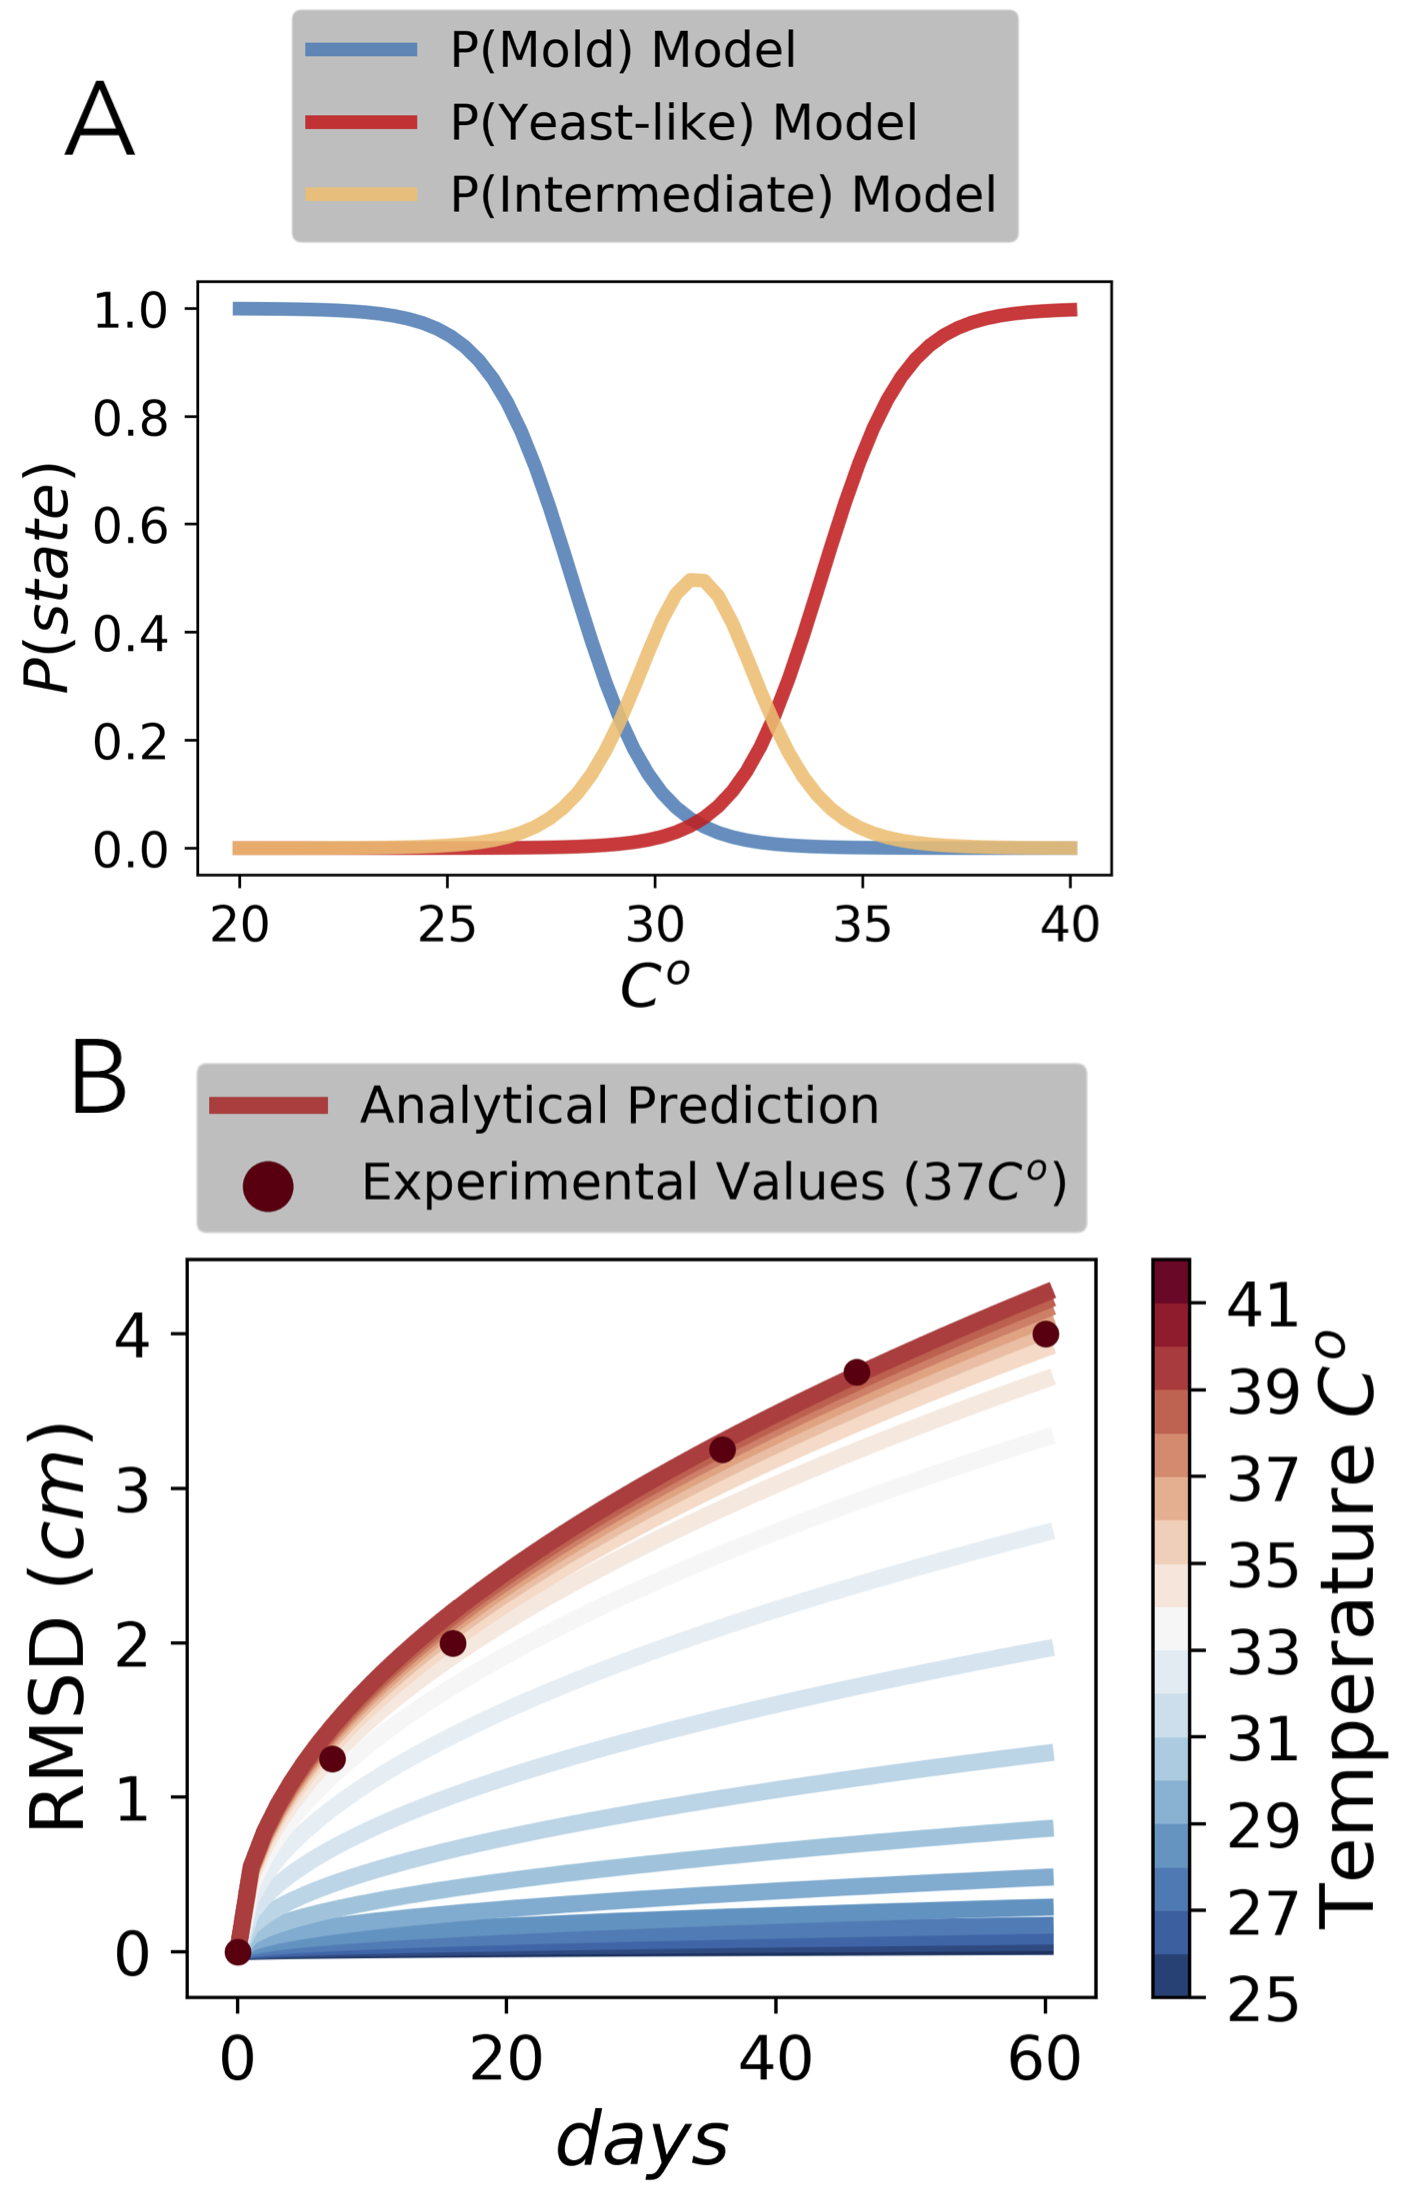 A
P(Mold) Model
P(Yeast-like) Model
P(Intermediate) Model
1.0
0.8
0.6
0.4
0.2
0.0
P(state)
20 25 30 35 40
C°
B
Analytical Prediction
Experimental Values (37C°)
4
3
2
1
0
RMSD (cm)
0 20 40 60
days
41
39
37
35
33
31
29
27
25
Temperature C°